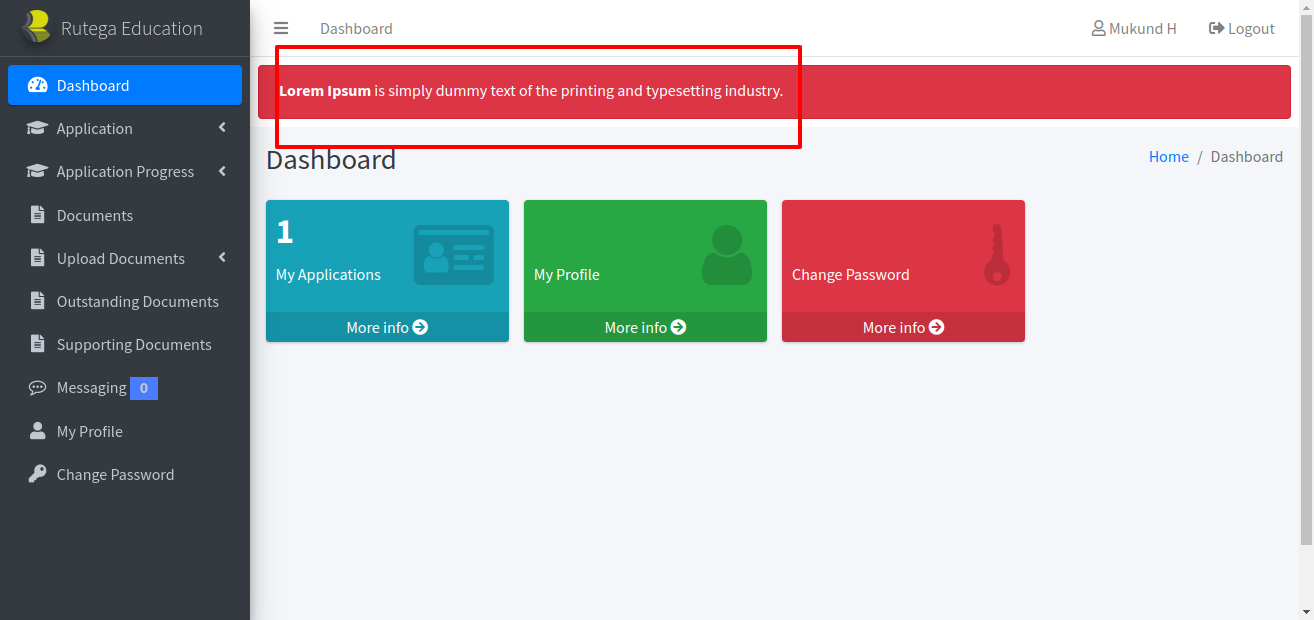 Rutega Education
Dashboard
Mukund H
Logout
Dashboard
Application
Application Progress
Documents
Upload Documents
Outstanding Documents
Supporting Documents
Messaging 0
My Profile
Change Password
Lorem Ipsum is simply dummy text of the printing and typesetting industry.
Dashboard
Home / Dashboard
1
My Applications
More info
My Profile
More info
Change Password
More info